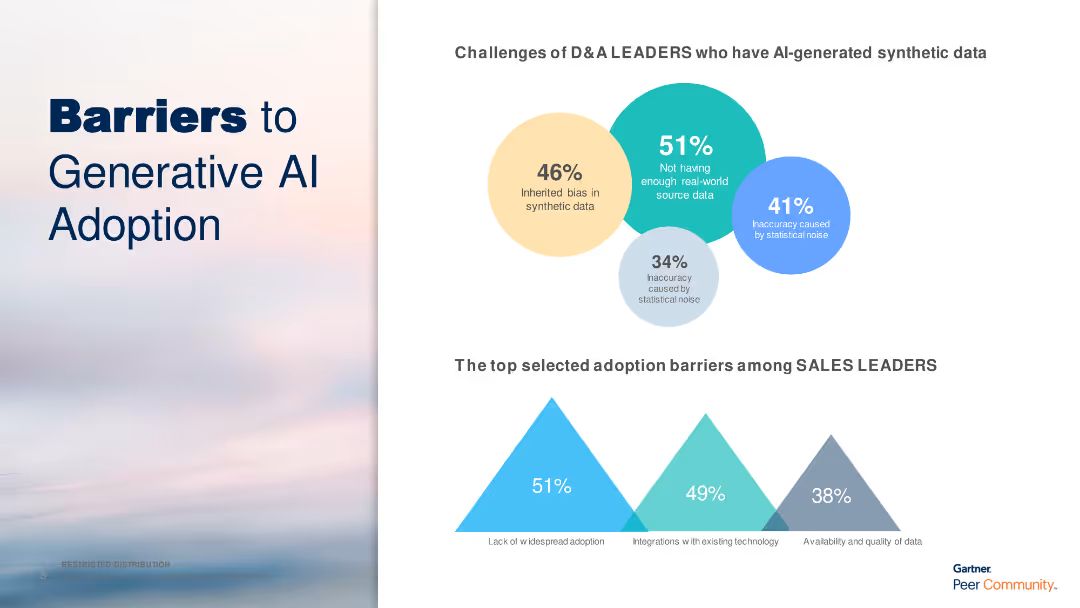 Barriers to
Generative AI
Adoption
RESTRICTED DISTRIBUTION
Challenges of D&A LEADERS who have AI-generated synthetic data
46%
Inherited bias in
synthetic data
51%
Not having
enough real-world
source data
41%
Inaccuracy caused
by statistical noise
34%
Inaccuracy
caused by
statistical noise
The top selected adoption barriers among SALES LEADERS
51%
49%
38%
Lack of widespread adoption
Integrations with existing technology
Availability and quality of data
Gartner.
Peer Community™